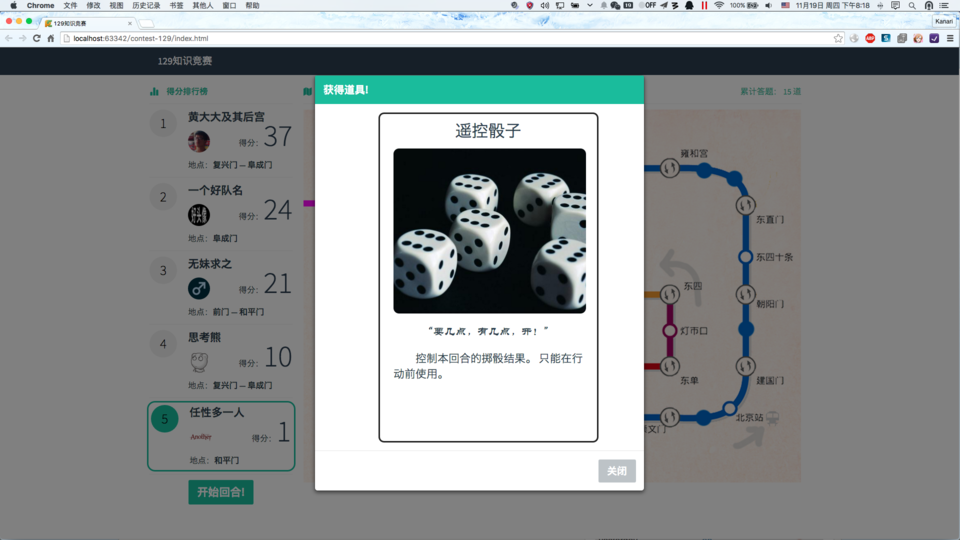 Chrome 文件 修改 视图 历史记录 书签 其他人 窗口 帮助
OFF
100%
11月19日 周四 下午8:18
129知识竞赛
Kanari
localhost:63342/contest-129/index.html
129知识竞赛
得分排行榜
累计答题： 15 道
获得道具!
遥控骰子
“要几点，有几点，开！”
控制本回合的掷骰结果。只能在行
动前使用。
关闭
1
黄大大及其后宫
得分: 37
地点: 复兴门 — 阜成门
2
一个好队名
得分: 24
地点: 阜成门
3
无妹求之
得分: 21
地点: 前门 — 和平门
4
思考熊
得分: 10
地点: 复兴门 — 阜成门
5
任性多一人
得分: 1
地点: 和平门
开始回合!
雍和宫
东直门
东四十条
东四
朝阳门
灯市口
东单
建国门
北京站
文门